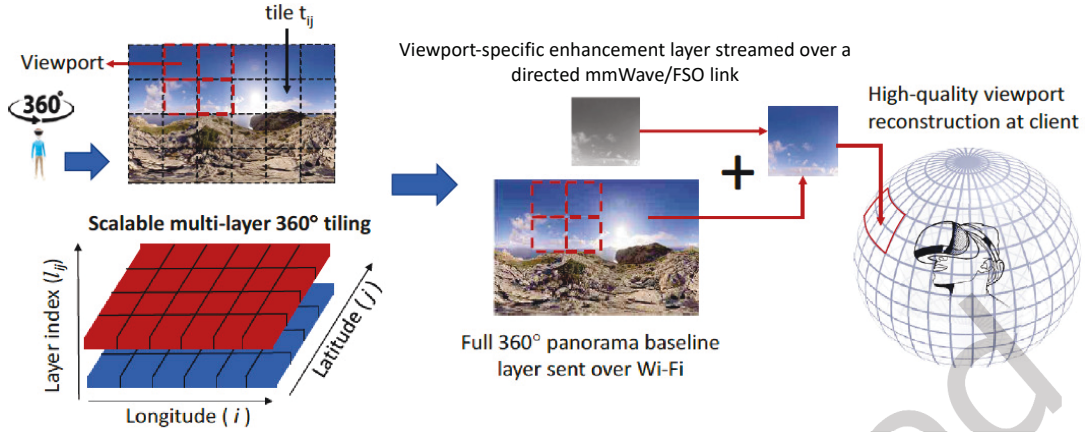 tile t_ij
Viewport
360°
Scalable multi-layer 360° tiling
Layer index (l_ij)
Latitude ( j )
Longitude ( i )
Viewport-specific enhancement layer streamed over a
directed mmWave/FSO link
+
Full 360° panorama baseline
layer sent over Wi-Fi
High-quality viewport
reconstruction at client